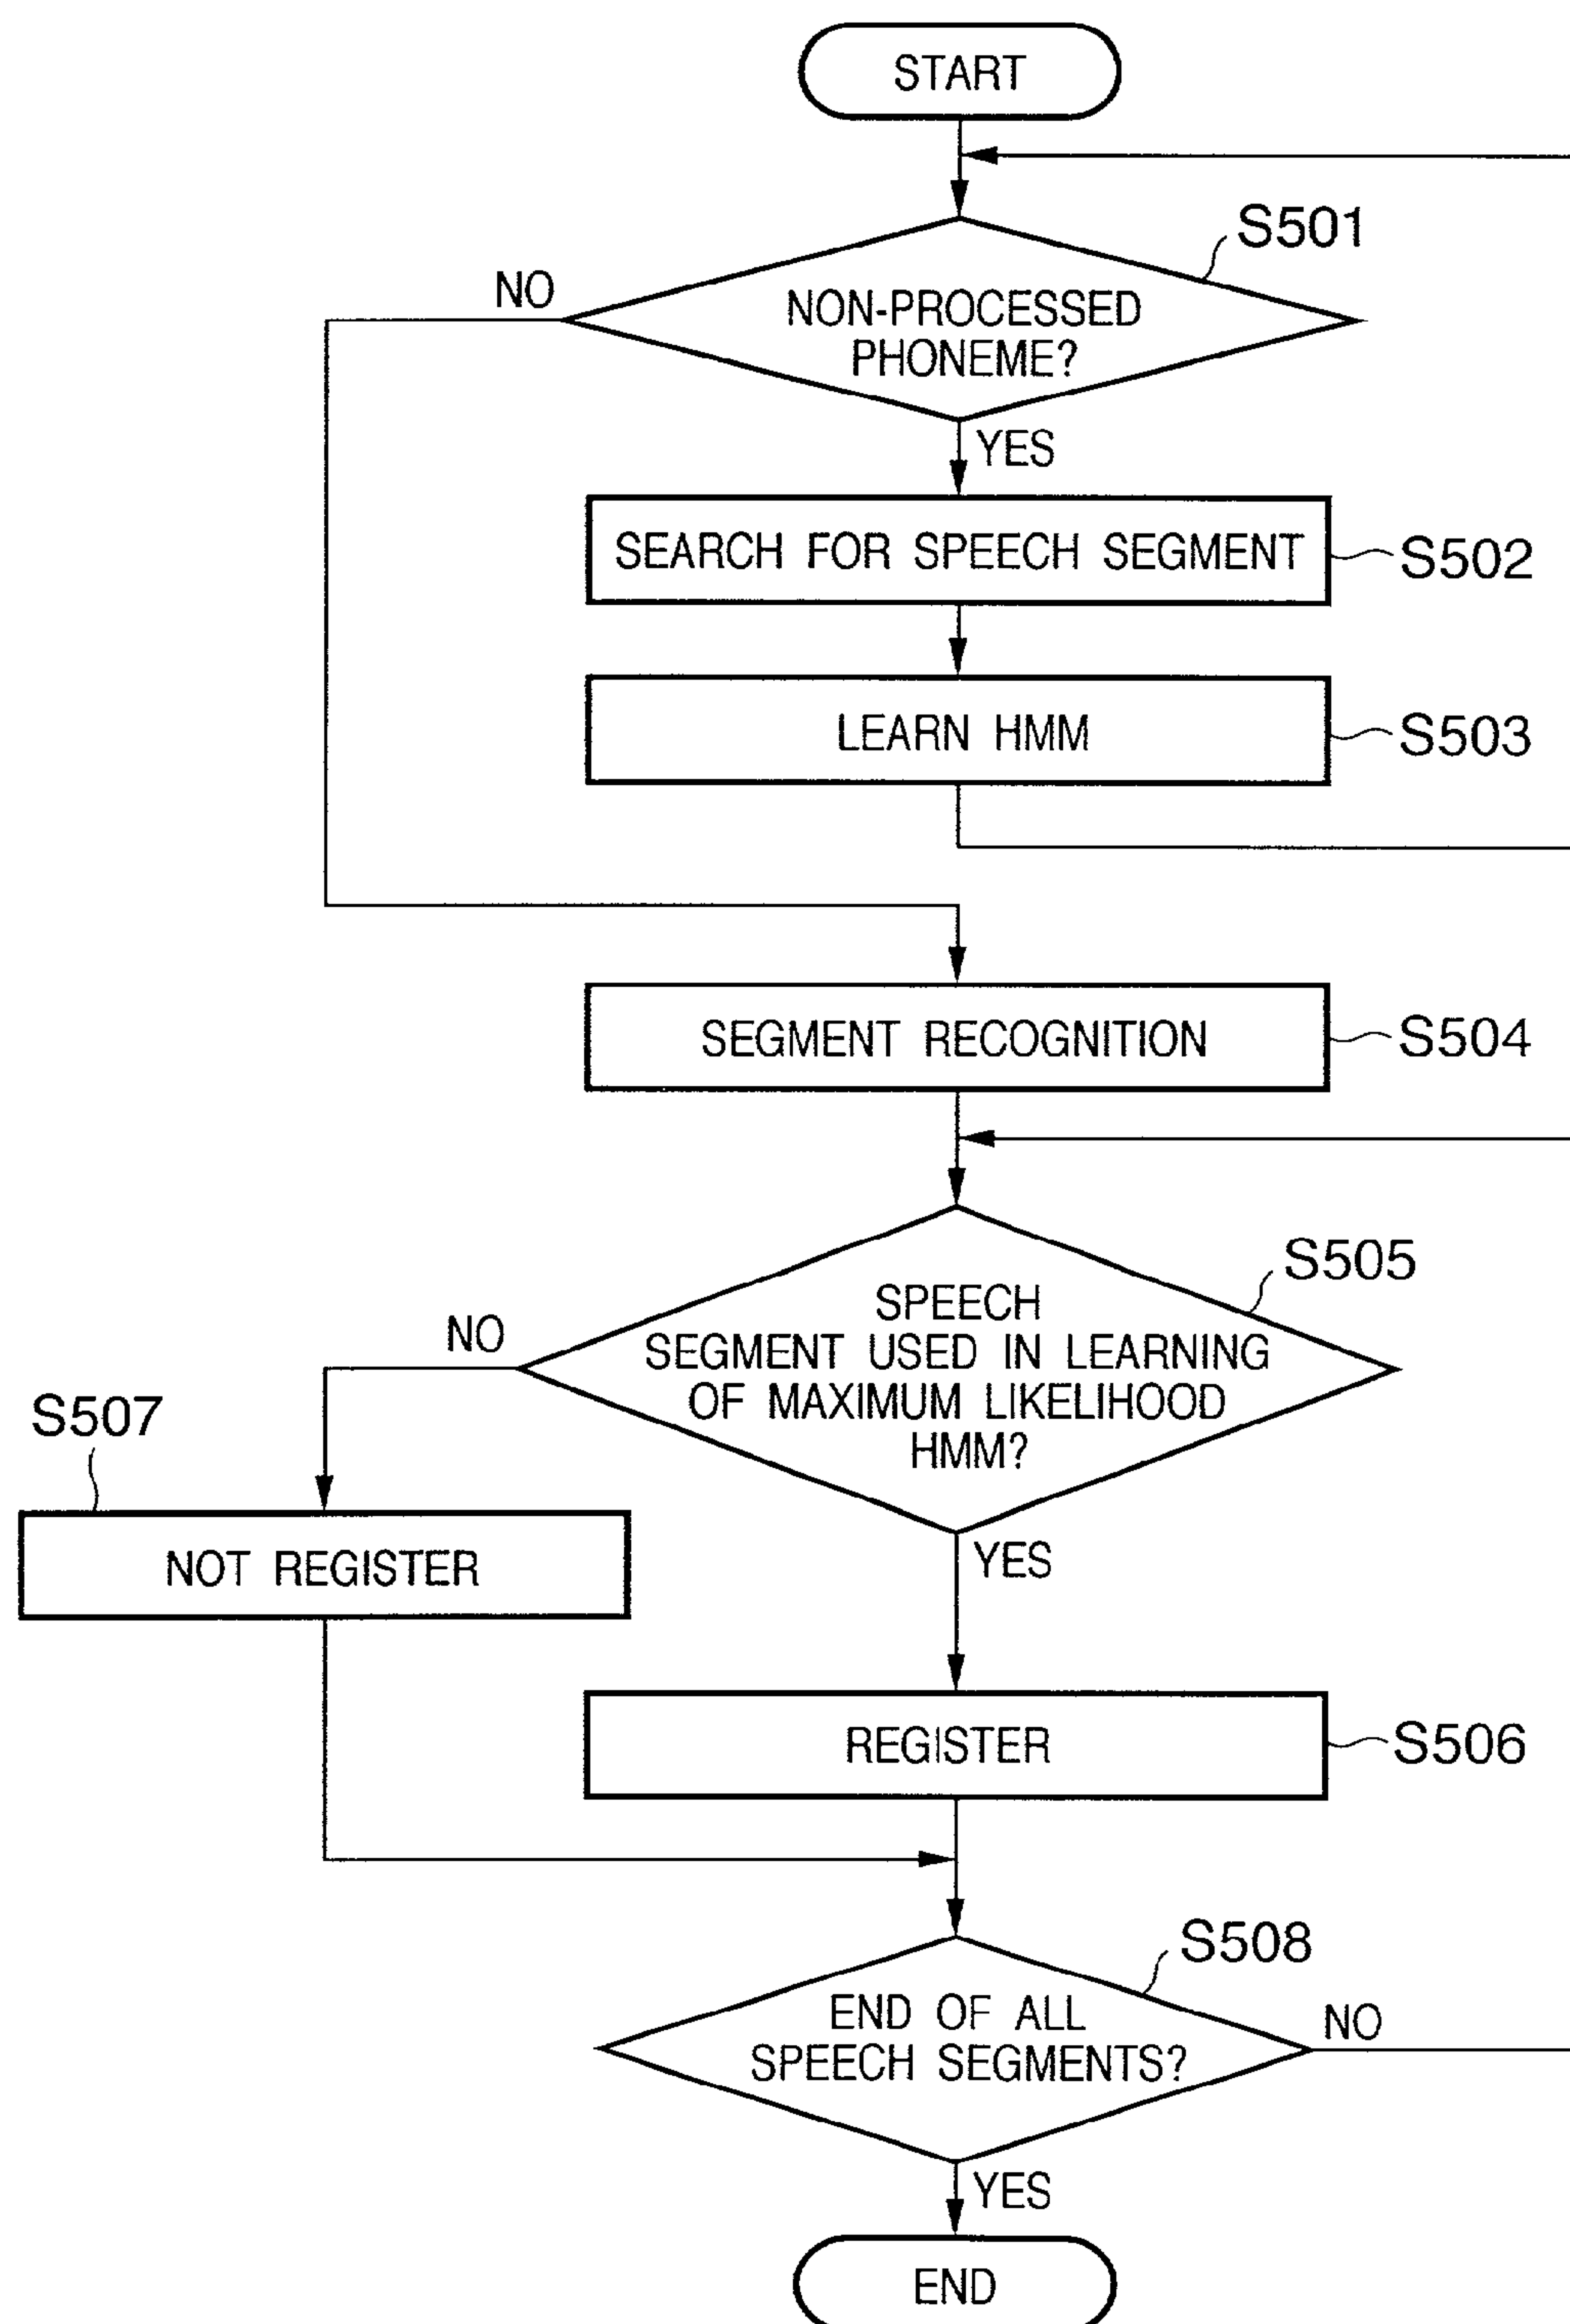 START
S501
NO
NON-PROCESSED
PHONEME?
YES
SEARCH FOR SPEECH SEGMENT
S502
LEARN HMM
S503
SEGMENT RECOGNITION
S504
S505
NO
SPEECH
SEGMENT USED IN LEARNING
OF MAXIMUM LIKELIHOOD
HMM?
S507
NOT REGISTER
YES
REGISTER
S506
S508
END OF ALL
SPEECH SEGMENTS?
NO
YES
END